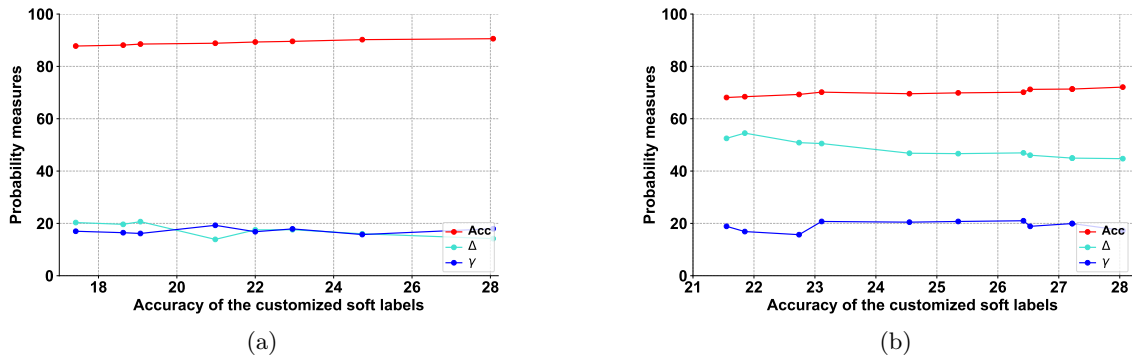 100
80
60
40
20
0
Probability measures
18 20 22 24 26 28
Accuracy of the customized soft labels
Acc
Δ
γ
(a)
100
80
60
40
20
0
Probability measures
21 22 23 24 25 26 27 28
Accuracy of the customized soft labels
Acc
Δ
γ
(b)